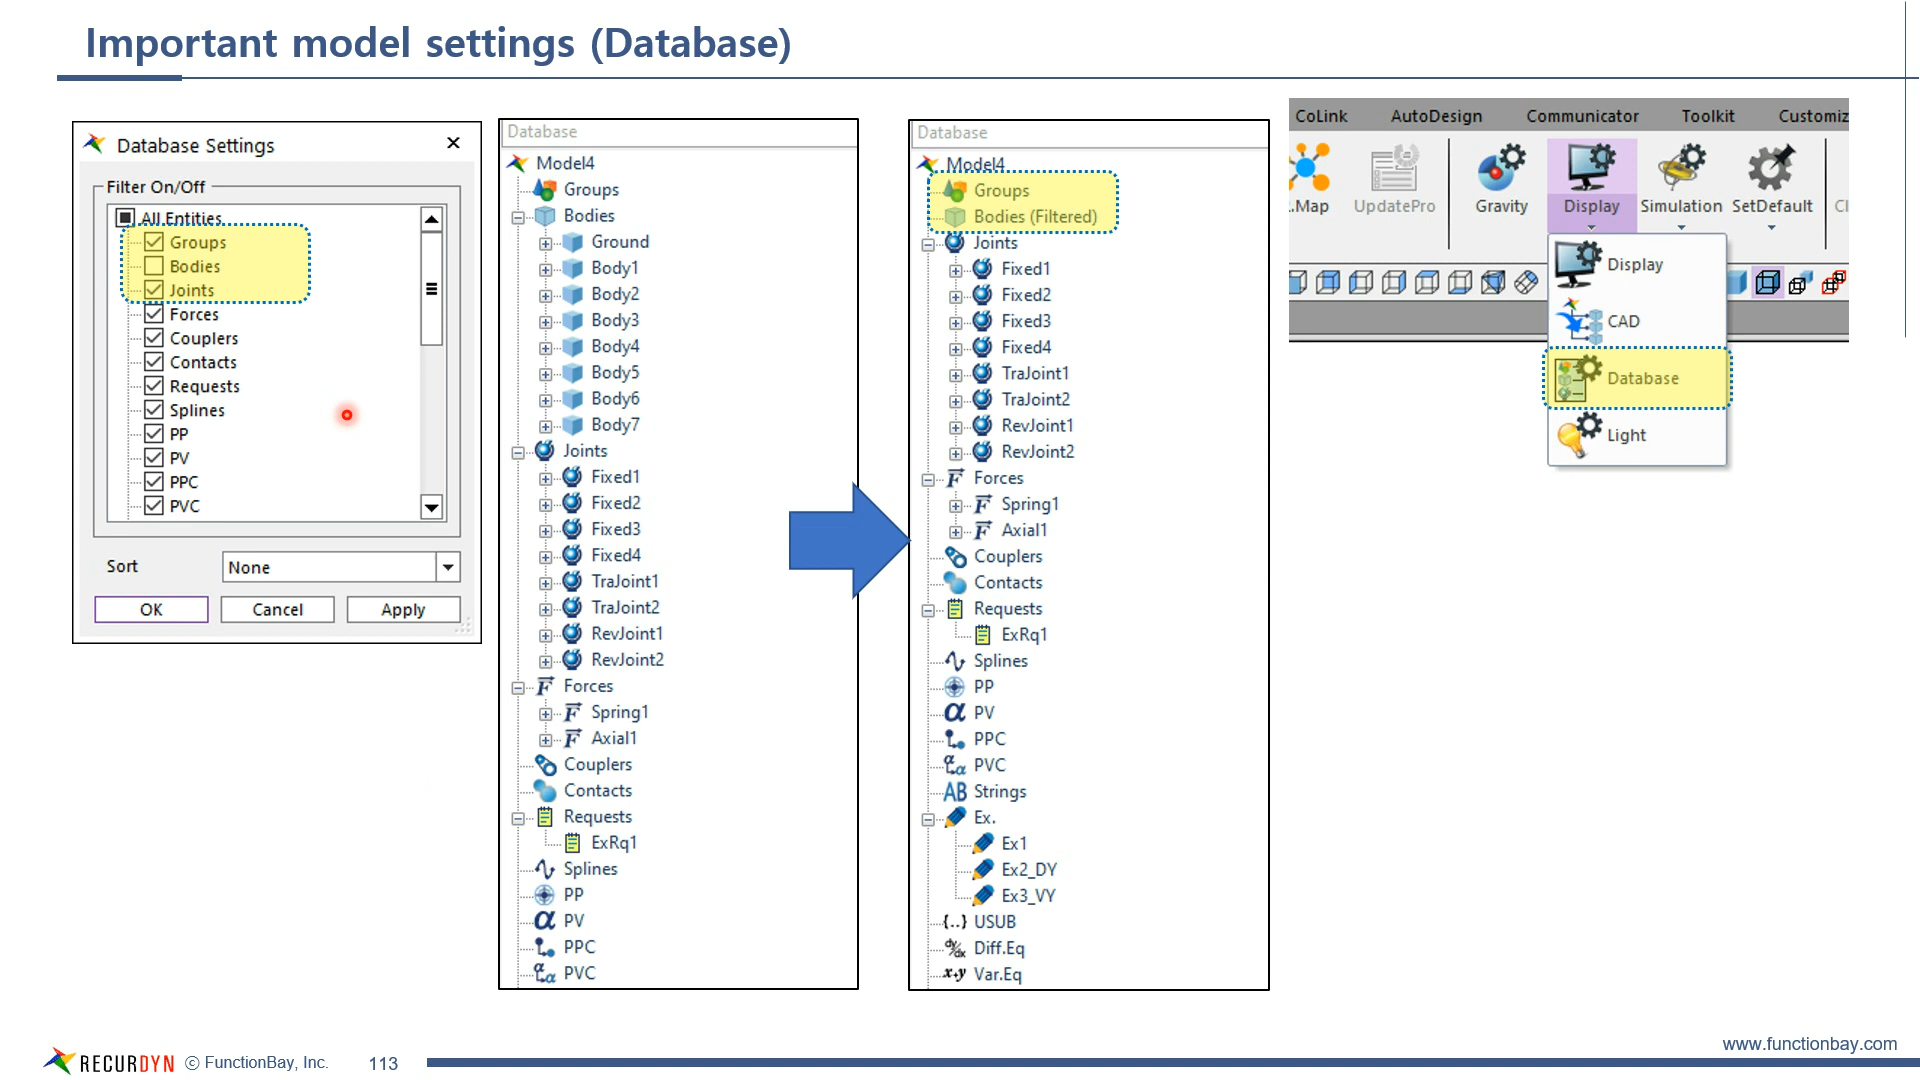 Important model settings (Database)
Database Settings
Filter On/Off
All Entities
Groups
Bodies
Joints
Forces
Couplers
Contacts
Requests
Splines
PP
PV
PPC
PVC
Sort
None
OK
Cancel
Apply
Database
Model4
Groups
Bodies
Ground
Body1
Body2
Body3
Body4
Body5
Body6
Body7
Joints
Fixed1
Fixed2
Fixed3
Fixed4
TraJoint1
TraJoint2
RevJoint1
RevJoint2
Forces
Spring1
Axial1
Couplers
Contacts
Requests
ExRq1
Splines
PP
PV
PPC
PVC
Database
Model4
Groups
Bodies (Filtered)
Joints
Fixed1
Fixed2
Fixed3
Fixed4
TraJoint1
TraJoint2
RevJoint1
RevJoint2
Forces
Spring1
Axial1
Couplers
Contacts
Requests
ExRq1
Splines
PP
PV
PPC
PVC
AB Strings
Ex.
Ex1
Ex2_DY
Ex3_VY
{..} USUB
dy/dx Diff.Eq
x+y Var.Eq
CoLink AutoDesign Communicator Toolkit Customiz
.Map UpdatePro Gravity Display Simulation SetDefault Cl
Display
CAD
Database
Light
www.functionbay.com
RECURDYN © FunctionBay, Inc. 113